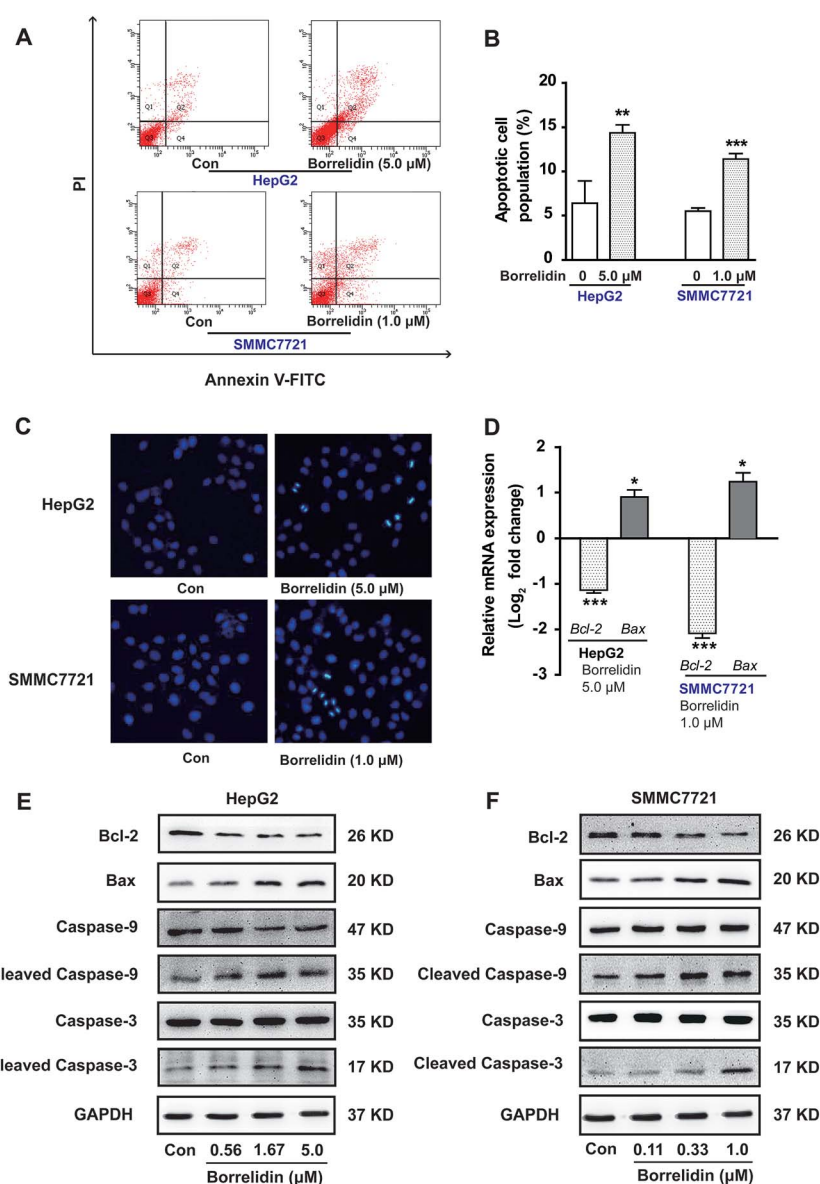 A
PI
Q1 Q2
Q3 Q4
Con
Borrelidin (5.0 µM)
HepG2
Q1 Q2
Q4
Con
Borrelidin (1.0 µM)
SMMC7721
Annexin V-FITC
B
Apoptotic cell
population (%)
20
15
10
5
0
**
***
Borrelidin 0 5.0 µM 0 1.0 µM
HepG2 SMMC7721
C
HepG2
Con Borrelidin (5.0 µM)
SMMC7721
Con Borrelidin (1.0 µM)
D
Relative mRNA expression
(Log2 fold change)
2
1
0
-1
-2
-3
*
*
***
***
Bcl-2 Bax
HepG2
Borrelidin
5.0 µM
Bcl-2 Bax
SMMC7721
Borrelidin
1.0 µM
E HepG2
Bcl-2 26 KD
Bax 20 KD
Caspase-9 47 KD
leaved Caspase-9 35 KD
Caspase-3 35 KD
leaved Caspase-3 17 KD
GAPDH 37 KD
Con 0.56 1.67 5.0
Borrelidin (µM)
F SMMC7721
Bcl-2 26 KD
Bax 20 KD
Caspase-9 47 KD
Cleaved Caspase-9 35 KD
Caspase-3 35 KD
Cleaved Caspase-3 17 KD
GAPDH 37 KD
Con 0.11 0.33 1.0
Borrelidin (µM)